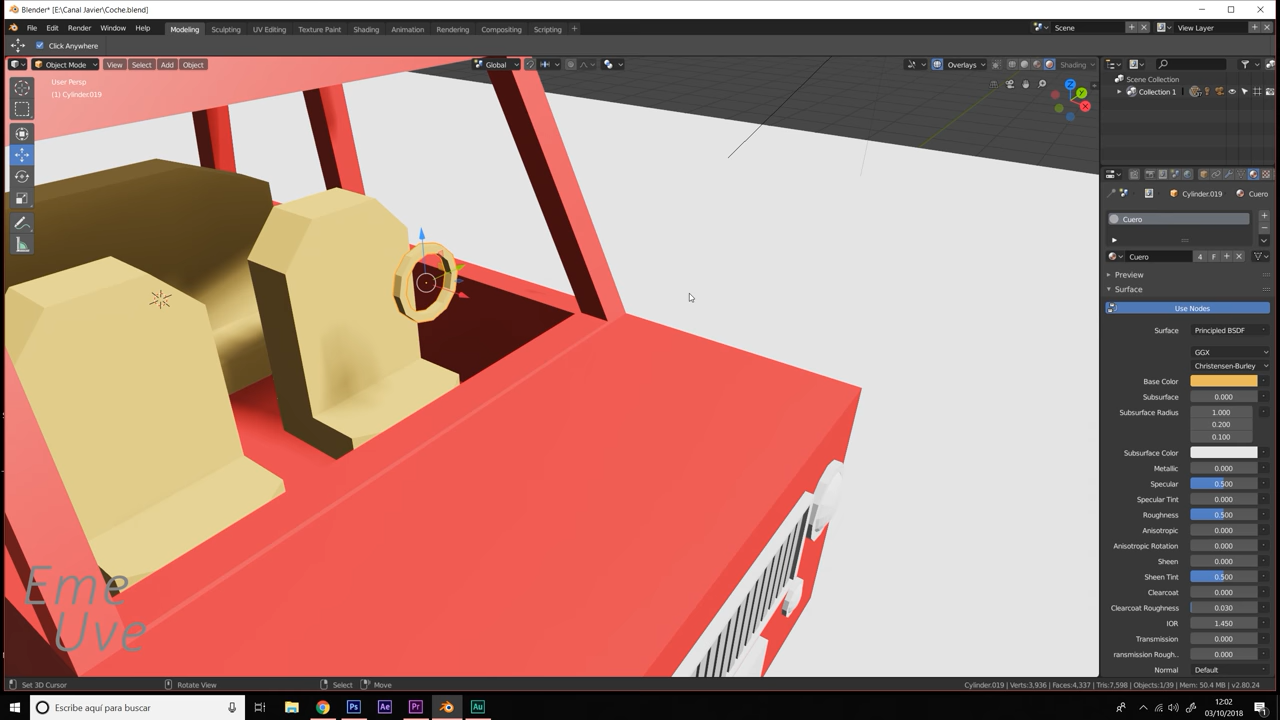 Blender* [E:\Canal Javier\Coche.blend]
File Edit Render Window Help Modeling Sculpting UV Editing Texture Paint Shading Animation Rendering Compositing Scripting + Scene View Layer
Click Anywhere
Object Mode View Select Add Object Global Overlays Shading
User Persp
(1) Cylinder.019
Scene Collection
Collection 1
Cylinder.019 Cuero
Cuero
Cuero 4 F
Preview
Surface
Use Nodes
Surface Principled BSDF
GGX
Christensen-Burley
Base Color
Subsurface 0.000
Subsurface Radius 1.000
0.200
0.100
Subsurface Color
Metallic 0.000
Specular 0.500
Specular Tint 0.000
Roughness 0.500
Anisotropic 0.000
Anisotropic Rotation 0.000
Sheen 0.000
Sheen Tint 0.500
Clearcoat 0.000
Clearcoat Roughness 0.030
IOR 1.450
Transmission 0.000
ransmission Rough.. 0.000
Normal Default
Eme
Uve
Set 3D Cursor Rotate View Select Move Cylinder.019 | Verts:3,936 | Faces:4,337 | Tris:7,598 | Objects:1/39 | Mem: 50.4 MB | v2.80.24
Escribe aquí para buscar Ps Ae Pr Au 12:02
03/10/2018